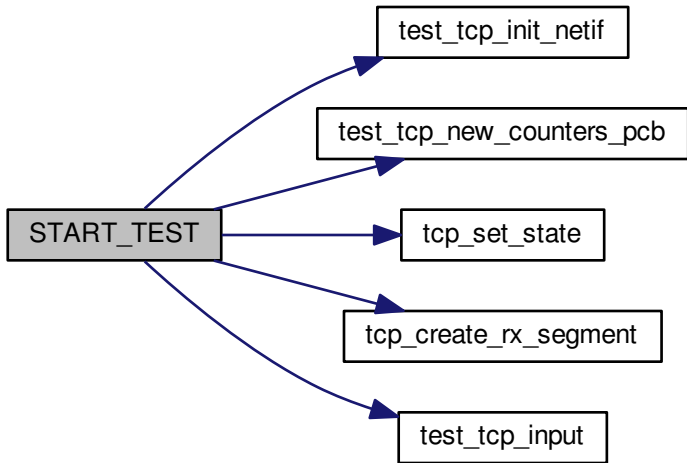 test_tcp_init_netif
test_tcp_new_counters_pcb
START_TEST
tcp_set_state
tcp_create_rx_segment
test_tcp_input